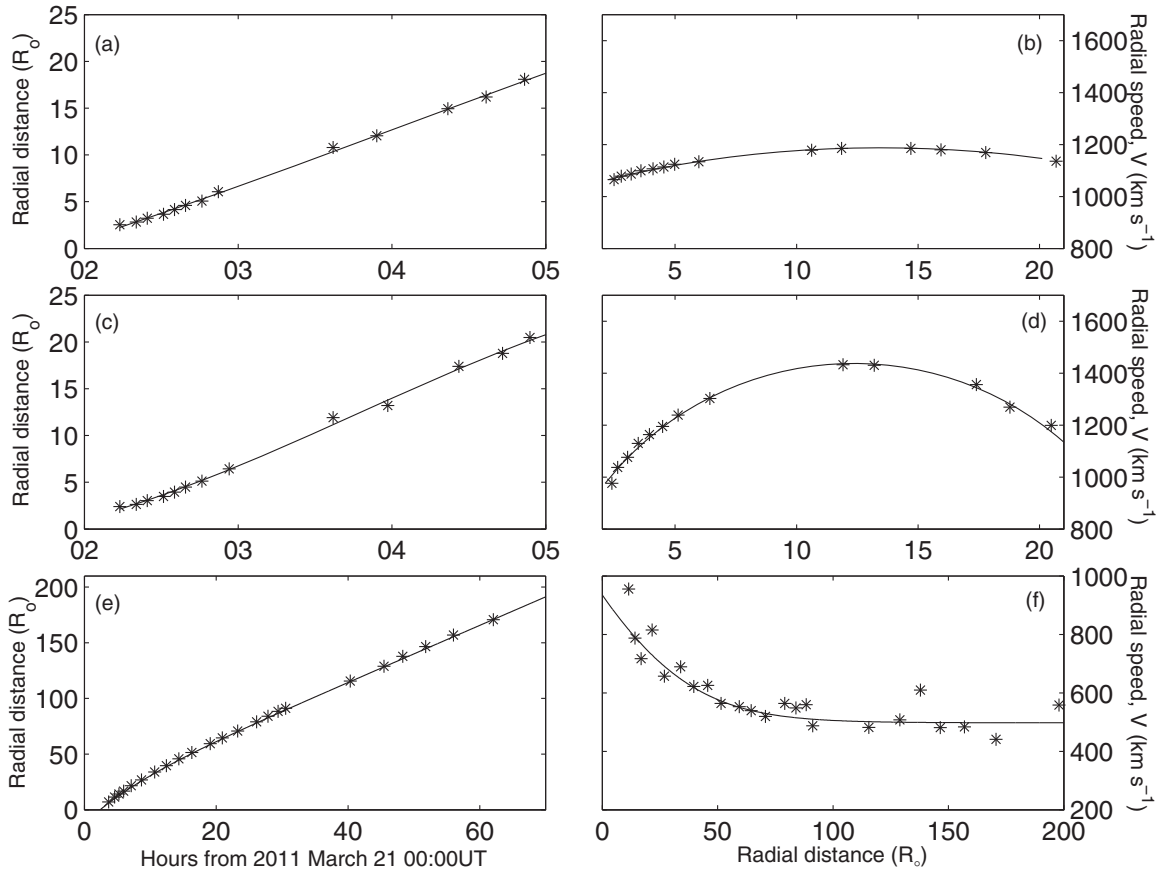 25 (a) 1600 (b)
20 1400
15 1200
10 1000
5
0 800
Radial distance (Rₒ)
Radial speed, V (km s⁻¹)
02 03 04 05 5 10 15 20
25 (c) 1600 (d)
20 1400
15 1200
10 1000
5
0 800
Radial distance (Rₒ)
Radial speed, V (km s⁻¹)
02 03 04 05 5 10 15 20
200 (e) 1000 (f)
150 800
100 600
50 400
0 200
Radial distance (Rₒ)
Radial speed, V (km s⁻¹)
0 20 40 60 0 50 100 150 200
Hours from 2011 March 21 00:00UT Radial distance (Rₒ)